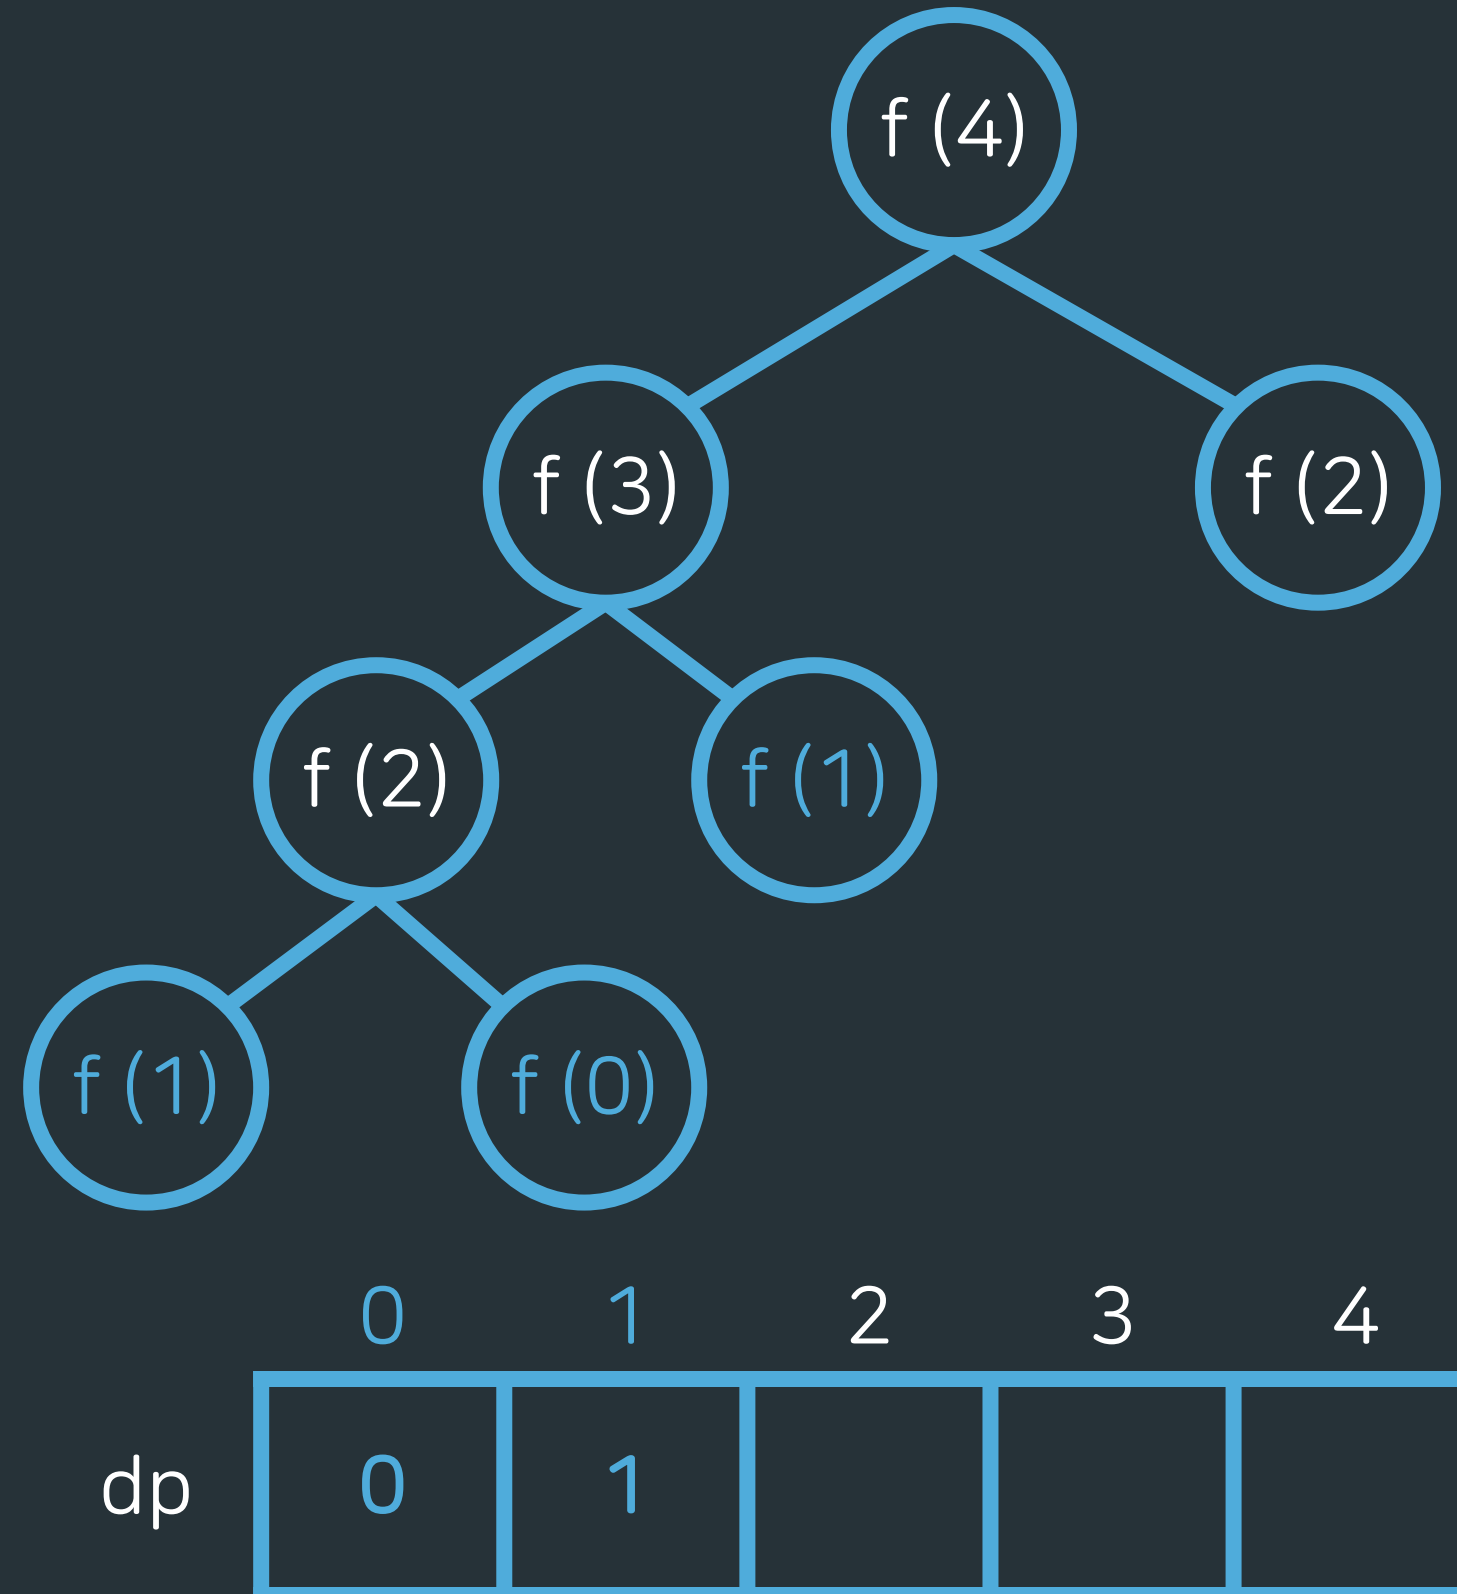 f (4)
f (3) f (2)
f (2) f (1)
f (1) f (0)
0 1 2 3 4
dp 0 1